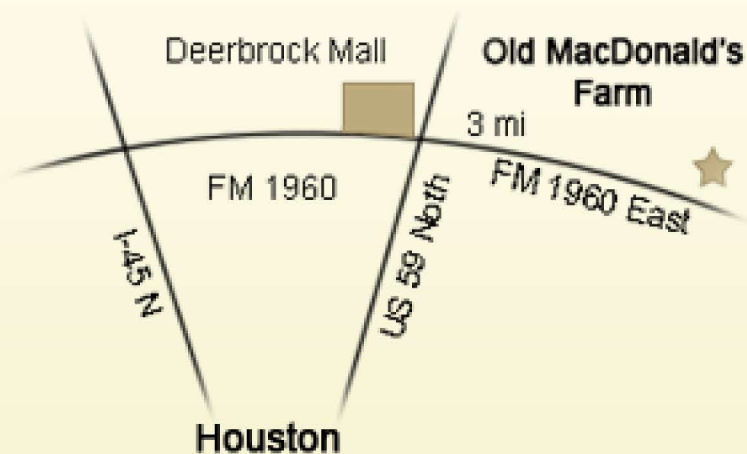 Deerbrock Mall
Old MacDonald's
Farm
3 mi
FM 1960
FM 1960 East
I-45 N
US 59 Noth
Houston